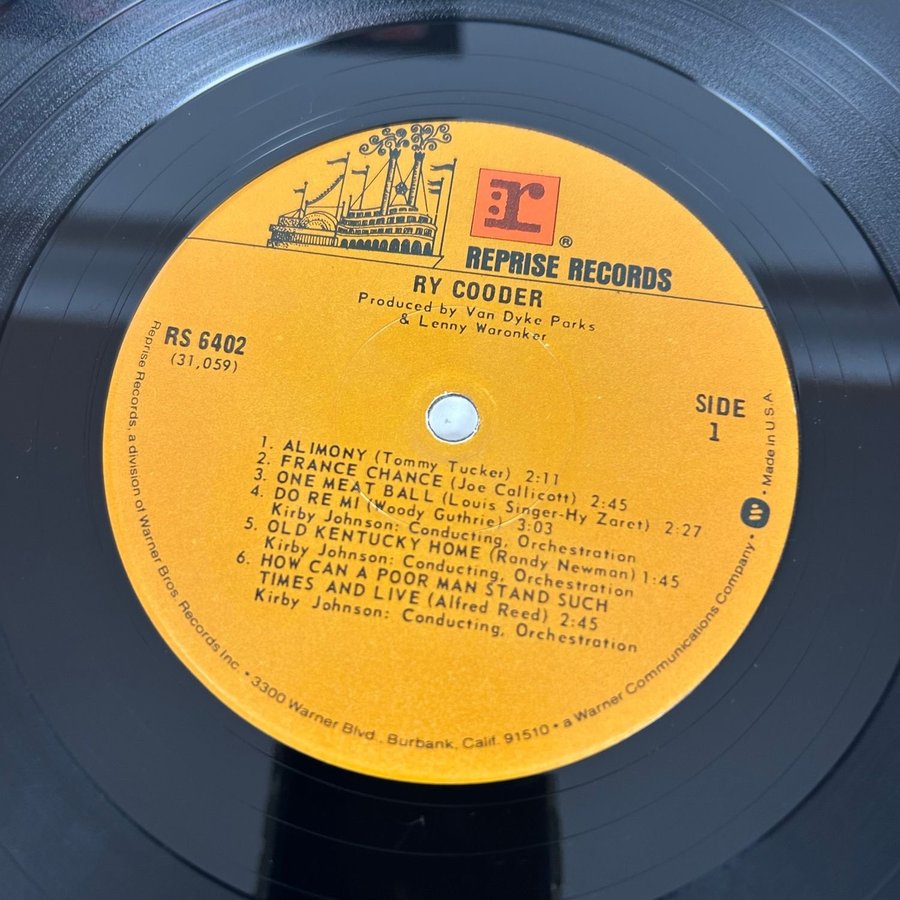 r
®
REPRISE RECORDS
RY COODER
Produced by Van Dyke Parks
& Lenny Waronker
RS 6402
(31,059)
SIDE
1
1. ALIMONY (Tommy Tucker) 2:11
2. FRANCE CHANCE (Joe Callicott) 2:45
3. ONE MEAT BALL (Louis Singer-Hy Zaret) 2:27
4. DO RE MI (Woody Guthrie) 3:03
Kirby Johnson: Conducting, Orchestration
5. OLD KENTUCKY HOME (Randy Newman) 1:45
Kirby Johnson: Conducting, Orchestration
6. HOW CAN A POOR MAN STAND SUCH
TIMES AND LIVE (Alfred Reed) 2:45
Kirby Johnson: Conducting, Orchestration
Reprise Records, a division of Warner Bros. Records Inc. • 3300 Warner Blvd., Burbank, Calif. 91510 • a Warner Communications Company • W • Made in U.S.A.